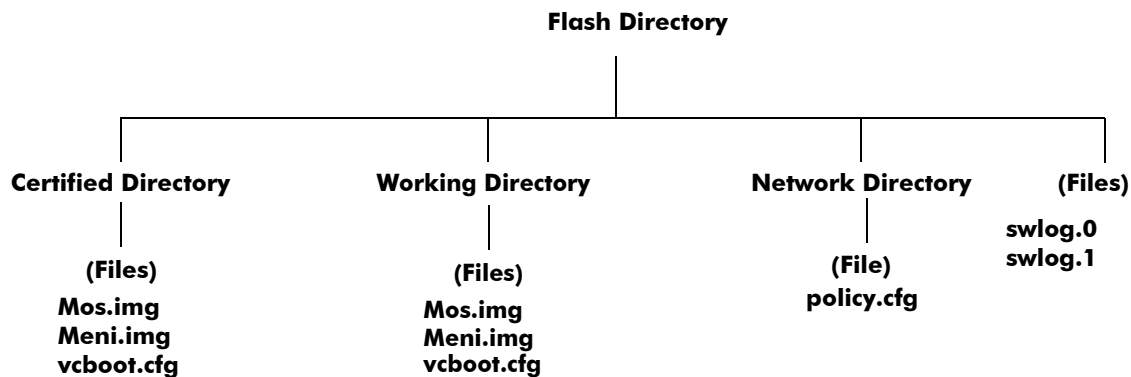 Flash Directory
Certified Directory
Working Directory
Network Directory
(Files)
swlog.0
swlog.1
(Files)
Mos.img
Meni.img
vcboot.cfg
(Files)
Mos.img
Meni.img
vcboot.cfg
(File)
policy.cfg